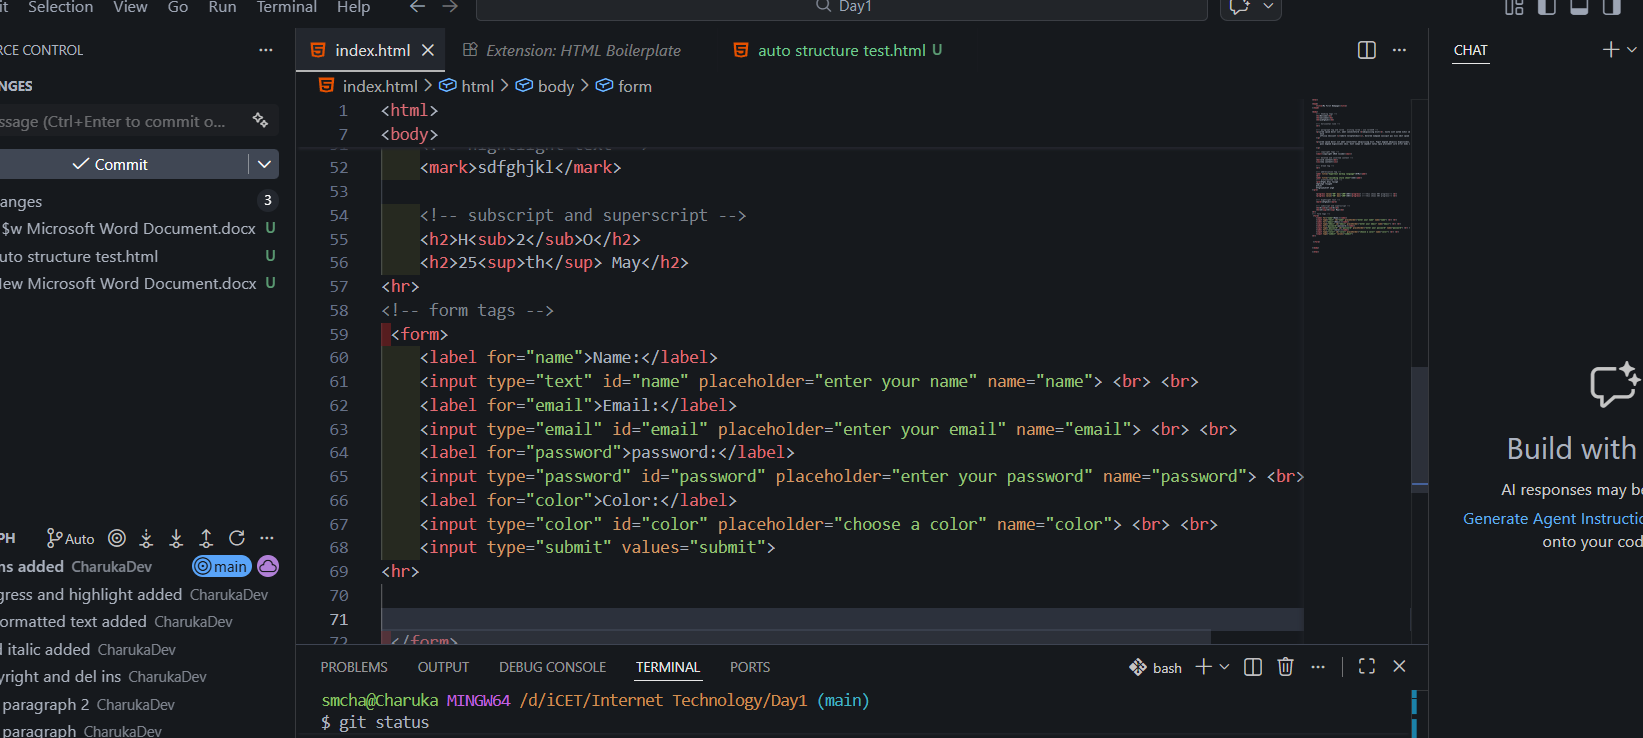 it Selection View Go Run Terminal Help Day1
RCE CONTROL
index.html Extension: HTML Boilerplate auto structure test.html U
CHAT
index.html > html > body > form
NGES
ssage (Ctrl+Enter to commit o...
Commit
anges 3
$w Microsoft Word Document.docx U
uto structure test.html U
lew Microsoft Word Document.docx U
1 <html>
7 <body>
52 <mark>sdfghjkl</mark>
53
54 <!-- subscript and superscript -->
55 <h2>H<sub>2</sub>O</h2>
56 <h2>25<sup>th</sup> May</h2>
57 <hr>
58 <!-- form tags -->
59 <form>
60 <label for="name">Name:</label>
61 <input type="text" id="name" placeholder="enter your name" name="name"> <br> <br>
62 <label for="email">Email:</label>
63 <input type="email" id="email" placeholder="enter your email" name="email"> <br> <br>
64 <label for="password">password:</label>
65 <input type="password" id="password" placeholder="enter your password" name="password"> <br>
66 <label for="color">Color:</label>
67 <input type="color" id="color" placeholder="choose a color" name="color"> <br> <br>
68 <input type="submit" values="submit">
69 <hr>
70
71
72 </form>
PH Auto
ns added CharukaDev main
gress and highlight added CharukaDev
ormatted text added CharukaDev
d italic added CharukaDev
yright and del ins CharukaDev
paragraph 2 CharukaDev
paragraph CharukaDev
Build with
AI responses may be
Generate Agent Instructio
onto your cod
PROBLEMS OUTPUT DEBUG CONSOLE TERMINAL PORTS bash
smcha@Charuka MINGW64 /d/iCET/Internet Technology/Day1 (main)
$ git status